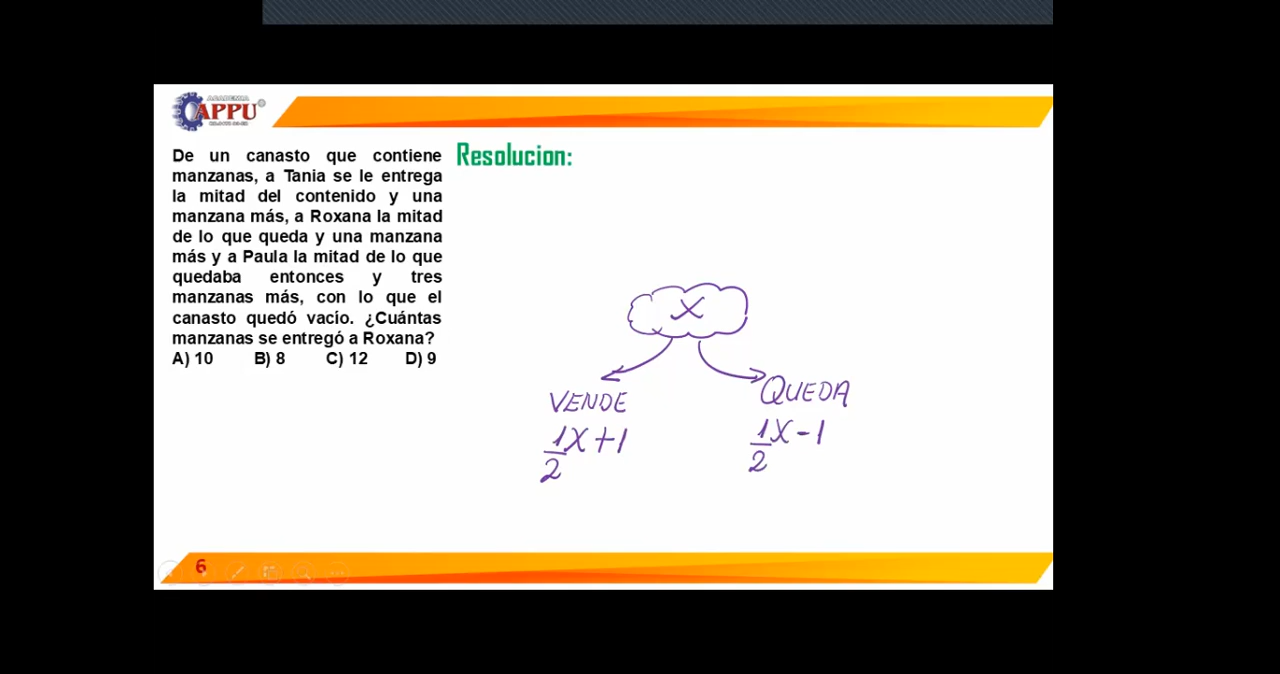 ACADEMIA
APPU
De un canasto que contiene
manzanas, a Tania se le entrega
la mitad del contenido y una
manzana más, a Roxana la mitad
de lo que queda y una manzana
más y a Paula la mitad de lo que
quedaba entonces y tres
manzanas más, con lo que el
canasto quedó vacío. ¿Cuántas
manzanas se entregó a Roxana?
A) 10 B) 8 C) 12 D) 9
Resolucion:
X
VENDE
1/2 X + 1
QUEDA
1/2 X - 1
6